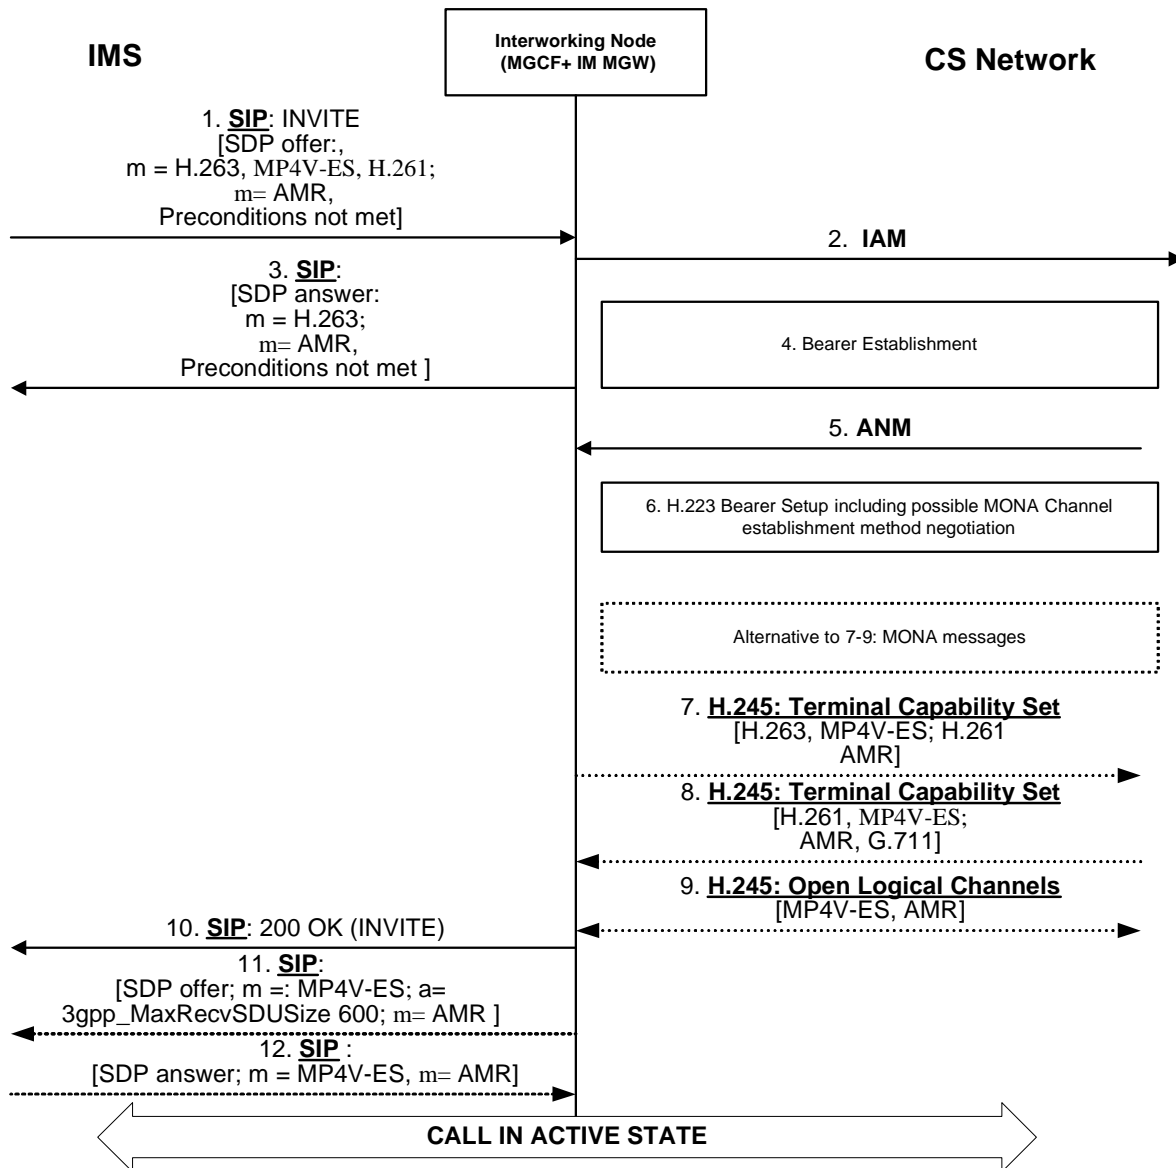 IMS
Interworking Node
(MGCF+ IM MGW)
CS Network
1. SIP: INVITE
[SDP offer:,
m = H.263, MP4V-ES, H.261;
m= AMR,
Preconditions not met]
2. IAM
3. SIP:
[SDP answer:
m = H.263;
m= AMR,
Preconditions not met ]
4. Bearer Establishment
5. ANM
6. H.223 Bearer Setup including possible MONA Channel
establishment method negotiation
Alternative to 7-9: MONA messages
7. H.245: Terminal Capability Set
[H.263, MP4V-ES; H.261
AMR]
8. H.245: Terminal Capability Set
[H.261, MP4V-ES;
AMR, G.711]
9. H.245: Open Logical Channels
[MP4V-ES, AMR]
10. SIP: 200 OK (INVITE)
11. SIP:
[SDP offer; m =: MP4V-ES; a=
3gpp_MaxRecvSDUSize 600; m= AMR ]
12. SIP :
[SDP answer; m = MP4V-ES, m= AMR]
CALL IN ACTIVE STATE